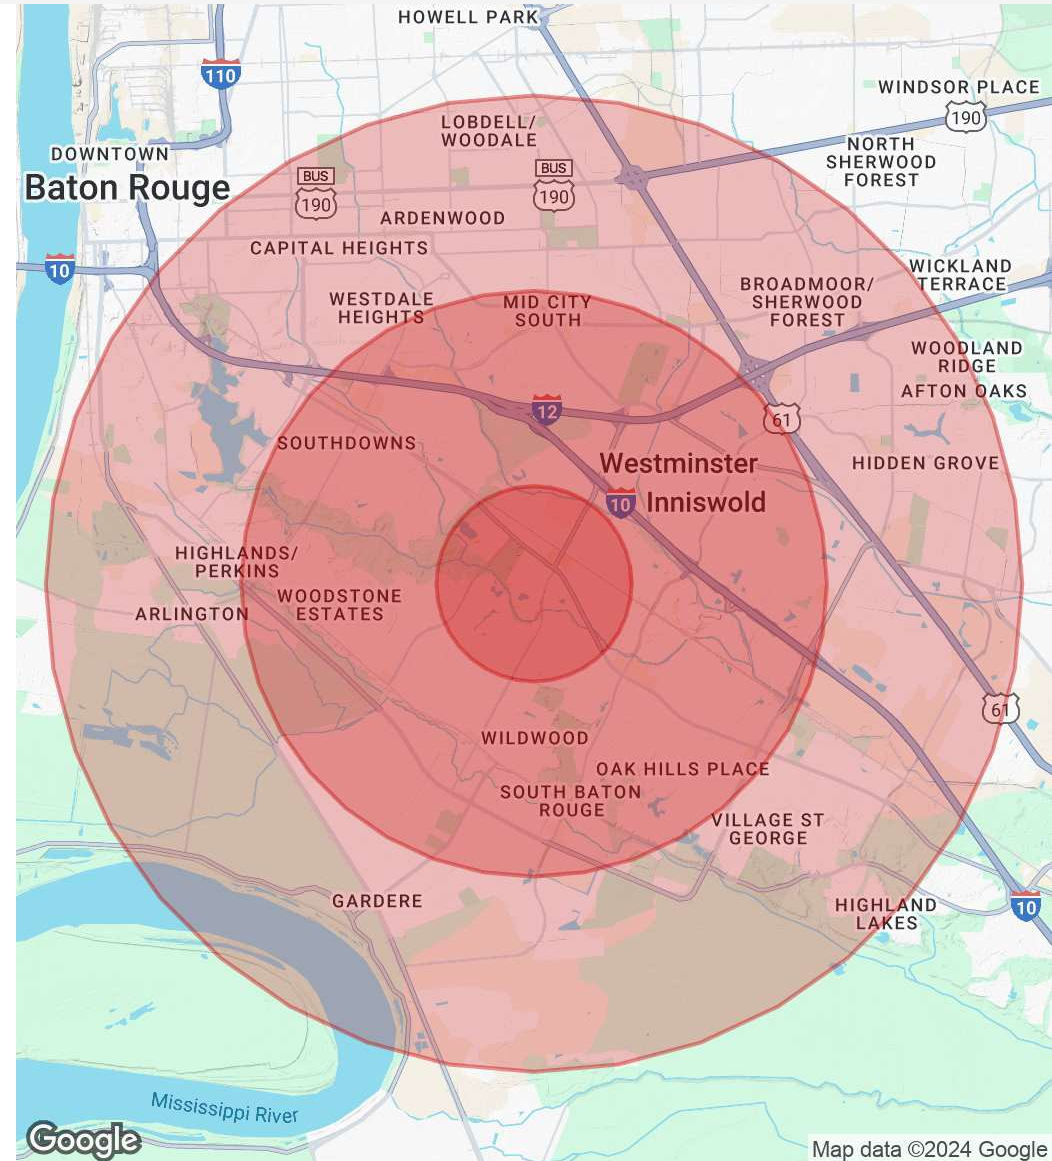 HOWELL PARK
110
WINDSOR PLACE
190
LOBDELL/
WOODALE
NORTH
SHERWOOD
FOREST
DOWNTOWN
Baton Rouge
BUS
190
BUS
190
ARDENWOOD
CAPITAL HEIGHTS
10
WICKLAND
TERRACE
BROADMOOR/
SHERWOOD
FOREST
WESTDALE
HEIGHTS
MID CITY
SOUTH
WOODLAND
RIDGE
AFTON OAKS
12
61
SOUTHDOWNS
Westminster
HIDDEN GROVE
10
Inniswold
HIGHLANDS/
PERKINS
WOODSTONE
ESTATES
ARLINGTON
61
WILDWOOD
OAK HILLS PLACE
SOUTH BATON
ROUGE
VILLAGE ST
GEORGE
GARDERE
HIGHLAND
LAKES
10
Mississippi River
Google
Map data ©2024 Google